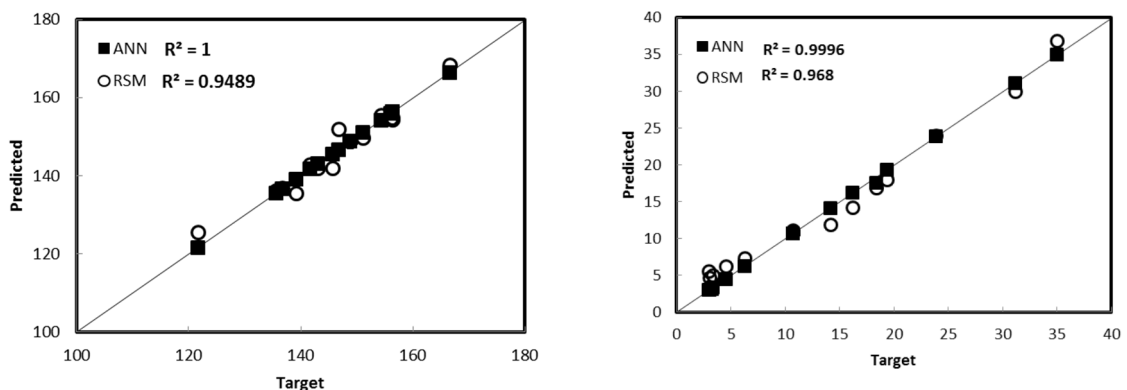 180
160
140
120
100
Predicted
ANN R² = 1
RSM R² = 0.9489
100 120 140 160 180
Target
40
35
30
25
20
15
10
5
0
Predicted
ANN R² = 0.9996
RSM R² = 0.968
0 5 10 15 20 25 30 35 40
Target